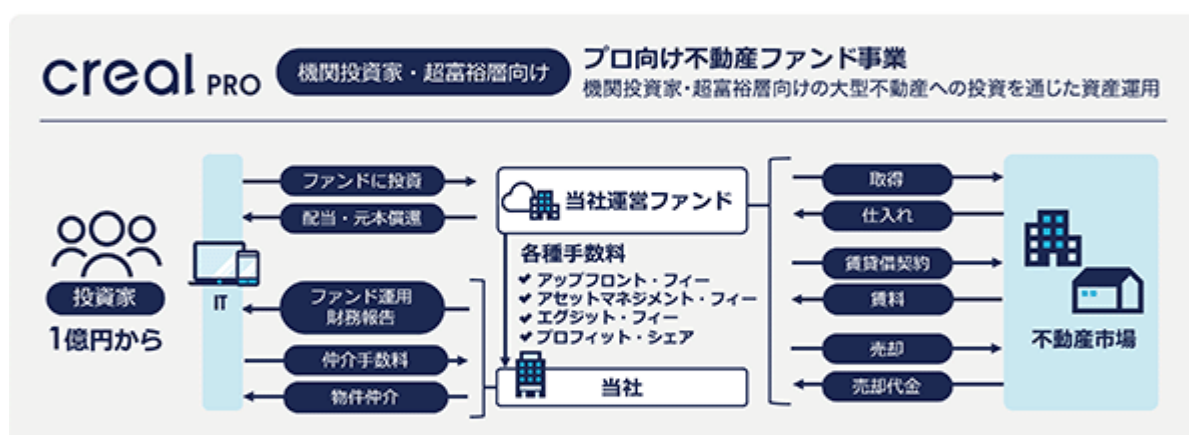 creal PRO
機関投資家・超富裕層向け
プロ向け不動産ファンド事業
機関投資家・超富裕層向けの大型不動産への投資を通じた資産運用
投資家
1億円から
IT
ファンドに投資
配当・元本償還
ファンド運用
財務報告
仲介手数料
物件仲介
当社運営ファンド
各種手数料
✔アップフロント・フィー
✔アセットマネジメント・フィー
✔エグジット・フィー
✔プロフィット・シェア
当社
取得
仕入れ
賃貸借契約
賃料
売却
売却代金
不動産市場